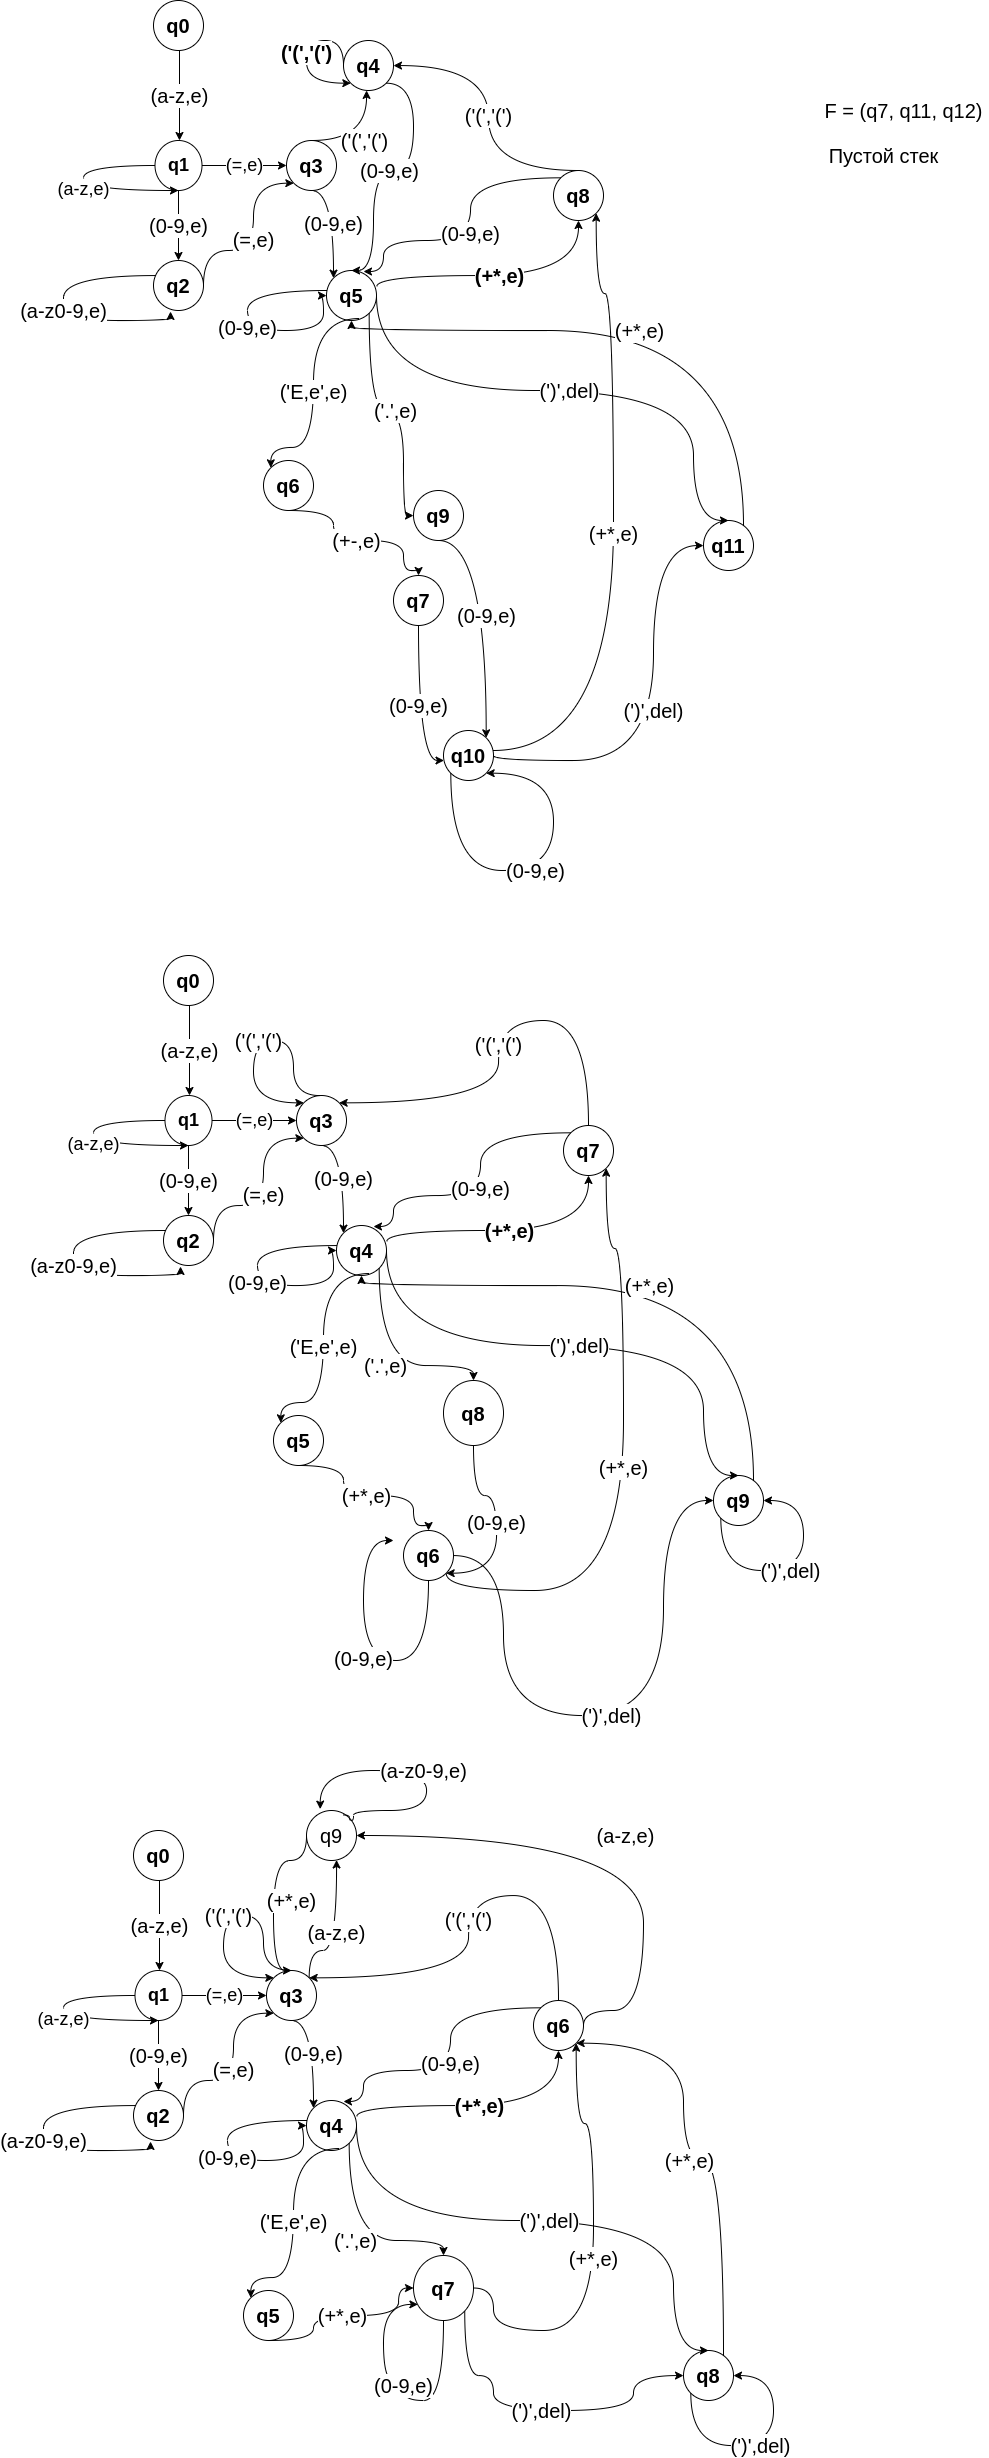 q0
('(','(')
q4
(a-z,e)
F = (q7, q11, q12)
('(','(')
('(','(')
Пустой стек
q1
(=,e)
q3
(0-9,e)
(a-z,e)
q8
(0-9,e)
(0-9,e)
(0-9,e)
(=,e)
q2
(+*,e)
q5
(a-z0-9,e)
(0-9,e)
(+*,e)
('E,e',e)
(')',del)
('.',e)
q6
q9
(+*,e)
(+-,e)
q11
q7
(0-9,e)
(0-9,e)
(')',del)
q10
(0-9,e)
q0
('(','(')
('(','(')
(a-z,e)
q1
(=,e)
q3
(a-z,e)
q7
(0-9,e)
(0-9,e)
(0-9,e)
(=,e)
q2
(+*,e)
q4
(a-z0-9,e)
(0-9,e)
(+*,e)
('E,e',e)
(')',del)
('.',e)
q8
q5
(+*,e)
(+*,e)
q9
(0-9,e)
q6
(')',del)
(0-9,e)
(')',del)
(a-z0-9,e)
q9
(a-z,e)
q0
(+*,e)
('(','(')
('(','(')
(a-z,e)
(a-z,e)
q1
(=,e)
q3
(a-z,e)
q6
(0-9,e)
(0-9,e)
(0-9,e)
(=,e)
q2
(+*,e)
q4
(a-z0-9,e)
(0-9,e)
(+*,e)
('E,e',e)
(')',del)
('.',e)
(+*,e)
q7
q5
(+*,e)
q8
(0-9,e)
(')',del)
(')',del)